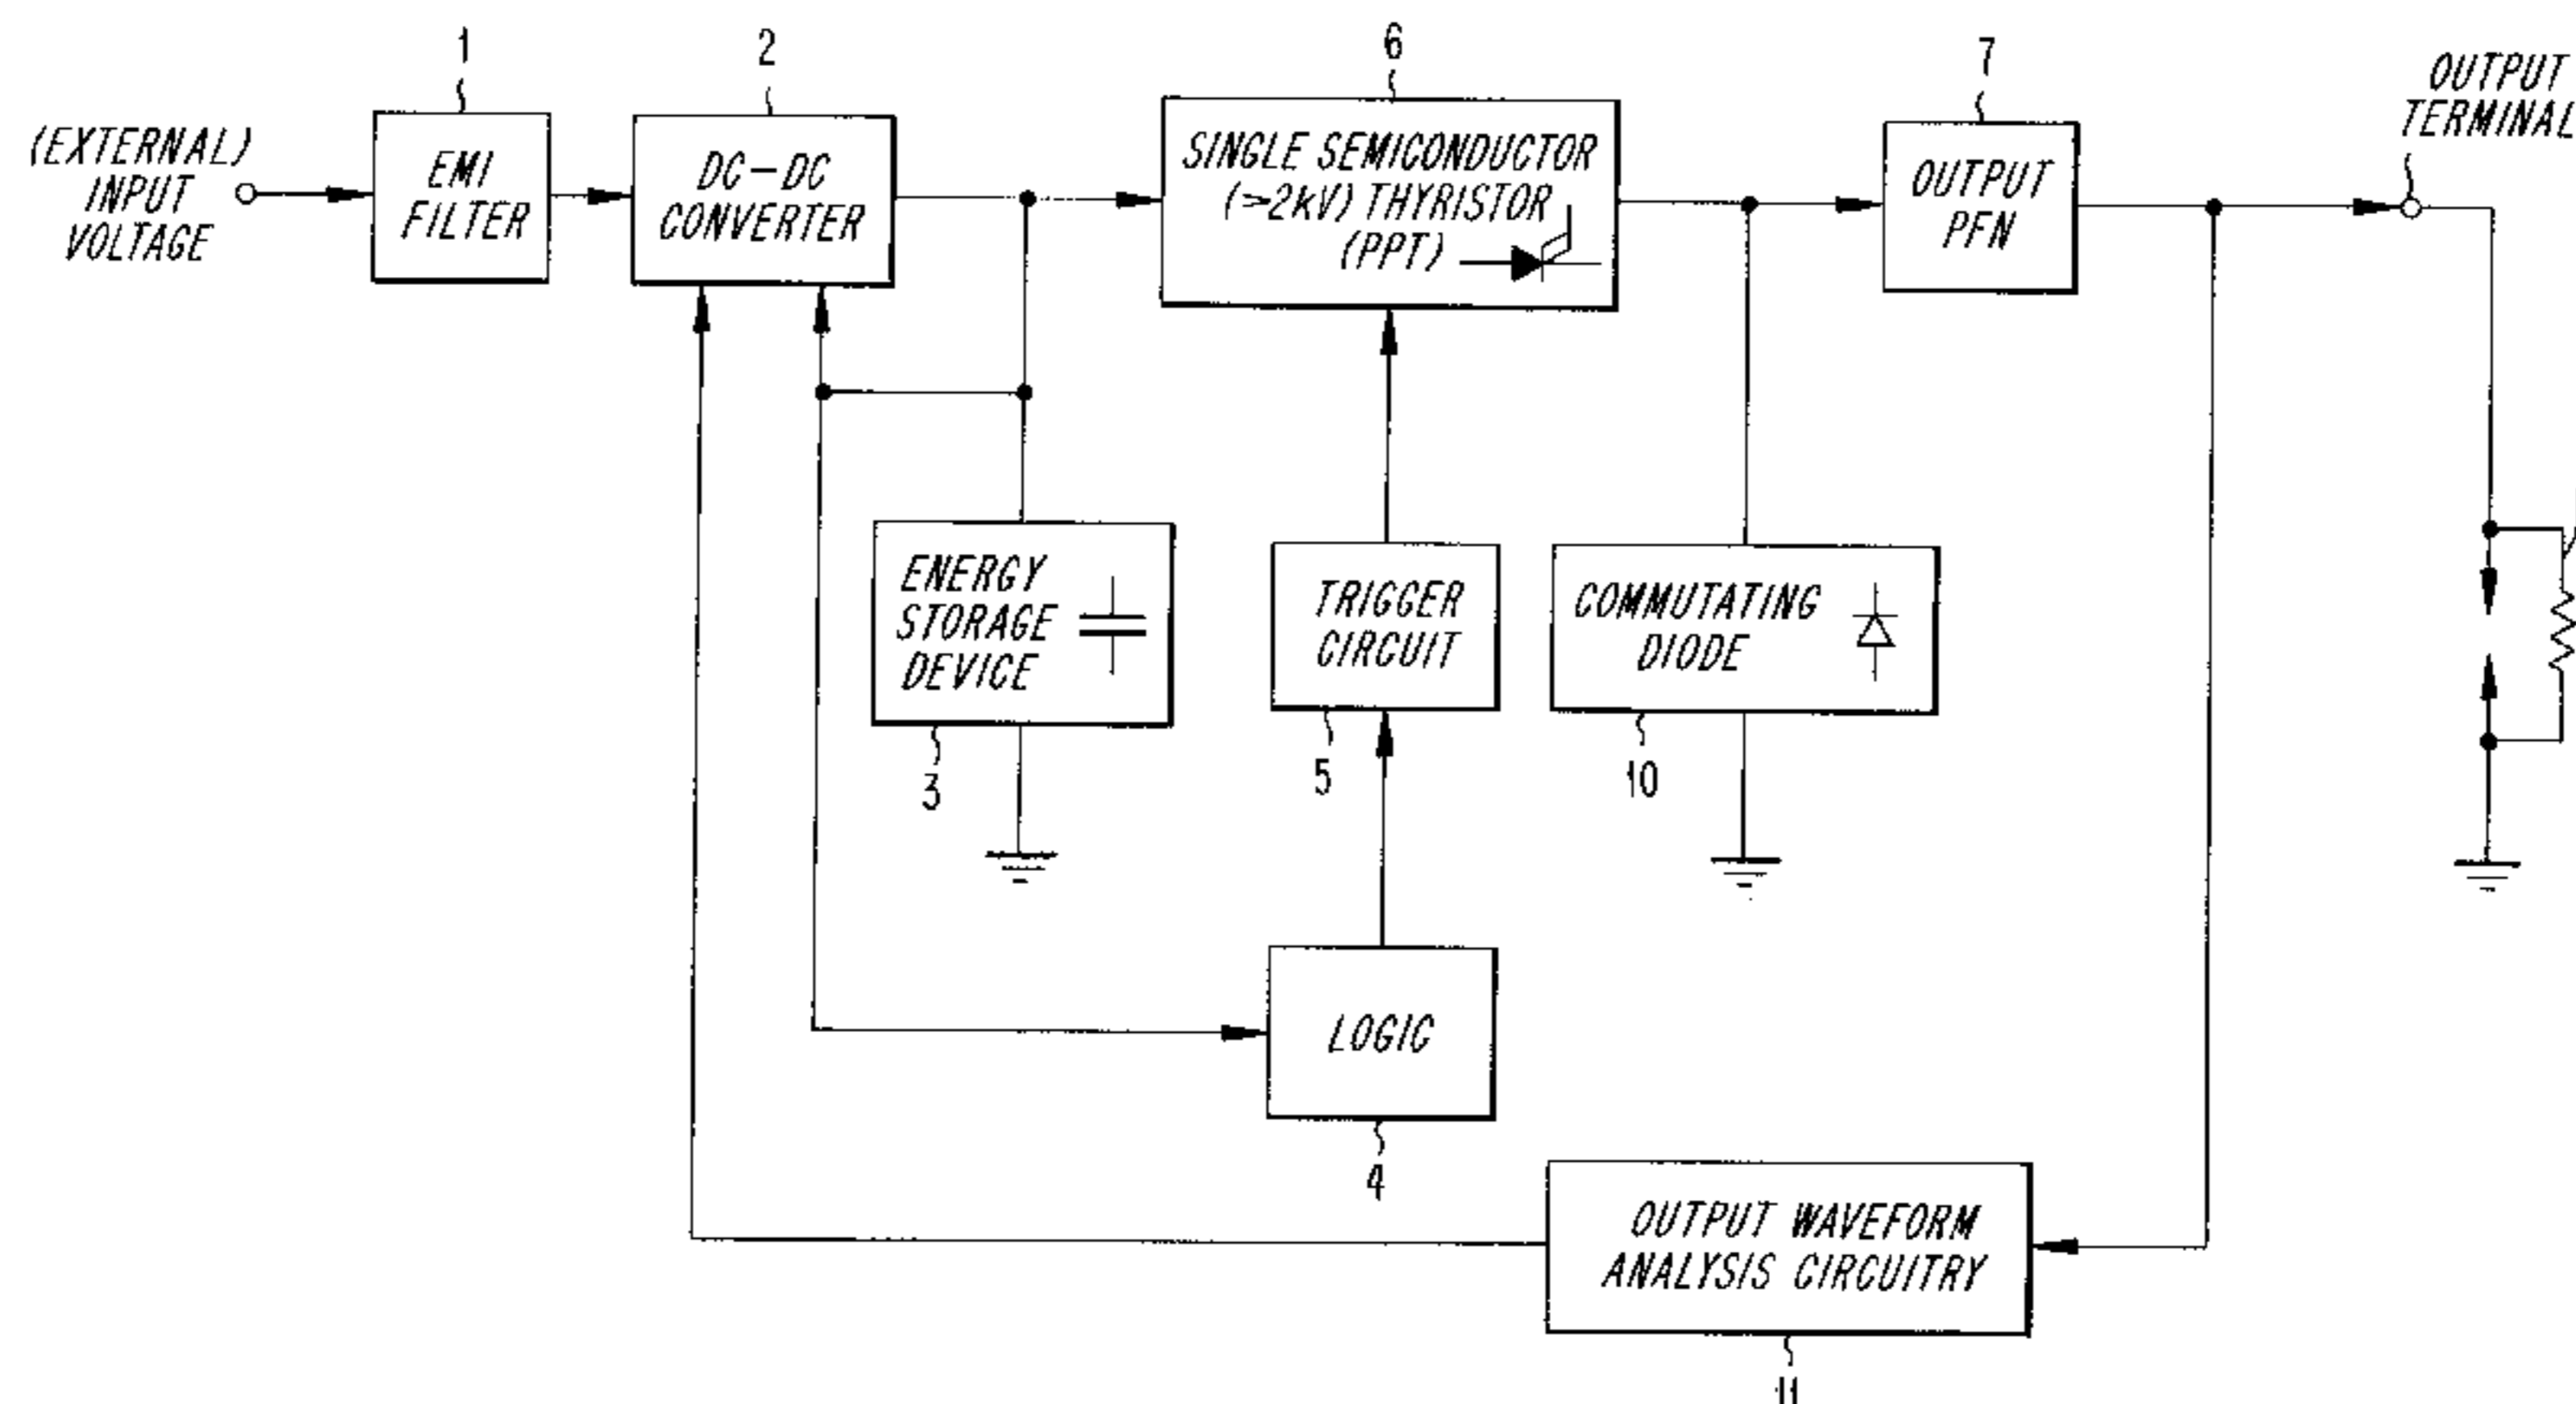 1
2
6
7
OUTPUT
TERMINAL
(EXTERNAL)
INPUT
VOLTAGE
EMI
FILTER
DC-DC
CONVERTER
SINGLE SEMICONDUCTOR
(>2kV) THYRISTOR
(PPT)
OUTPUT
PFN
ENERGY
STORAGE
DEVICE
TRIGGER
CIRCUIT
COMMUTATING
DIODE
3
5
10
LOGIC
4
OUTPUT WAVEFORM
ANALYSIS CIRCUITRY
11